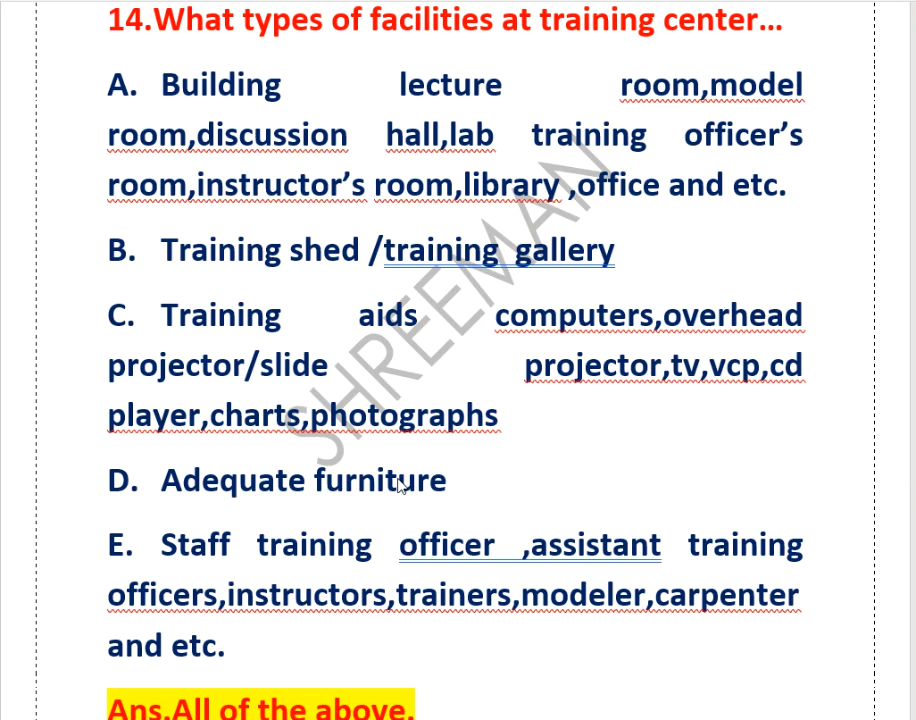 14.What types of facilities at training center...
A. Building lecture room,model
room,discussion hall,lab training officer's
room,instructor's room,library ,office and etc.
B. Training shed /training gallery
C. Training aids computers,overhead
projector/slide projector,tv,vcp,cd
player,charts,photographs
D. Adequate furniture
E. Staff training officer ,assistant training
officers,instructors,trainers,modeler,carpenter
and etc.
Ans.All of the above.
SHREEMAN